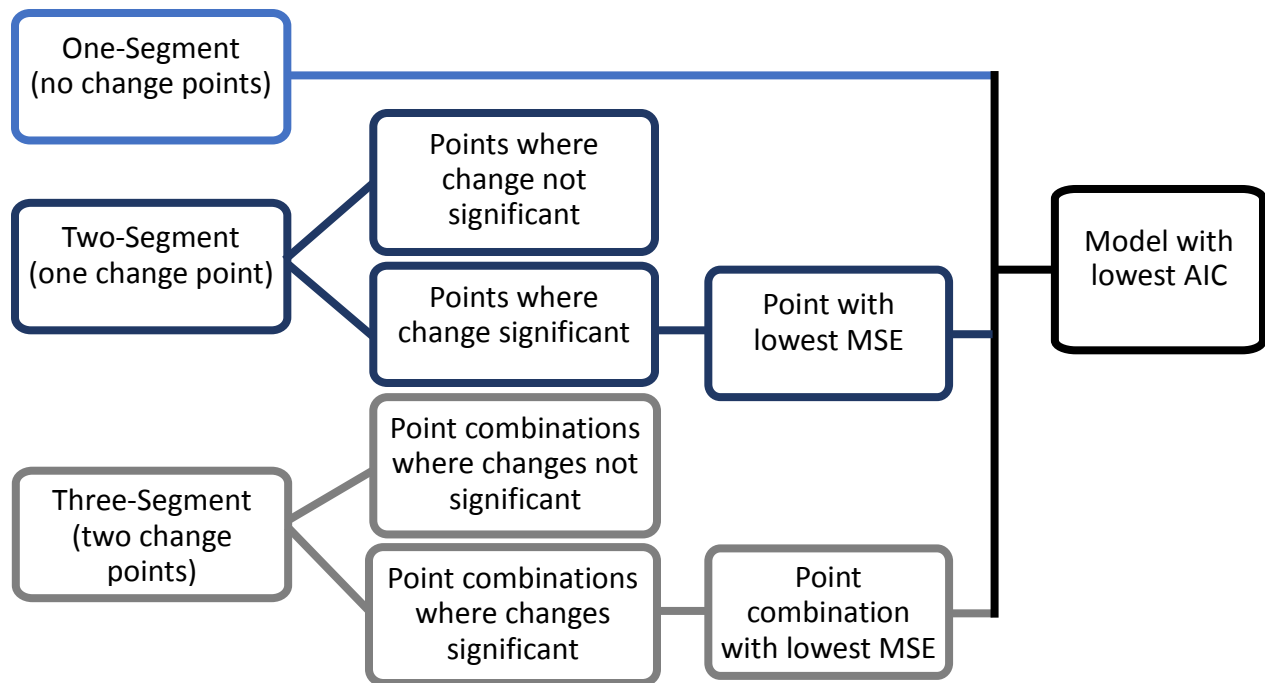 One-Segment
(no change points)
Points where
change not
significant
Two-Segment
(one change point)
Points where
change significant
Point with
lowest MSE
Model with
lowest AIC
Point combinations
where changes not
significant
Three-Segment
(two change
points)
Point combinations
where changes
significant
Point
combination
with lowest MSE